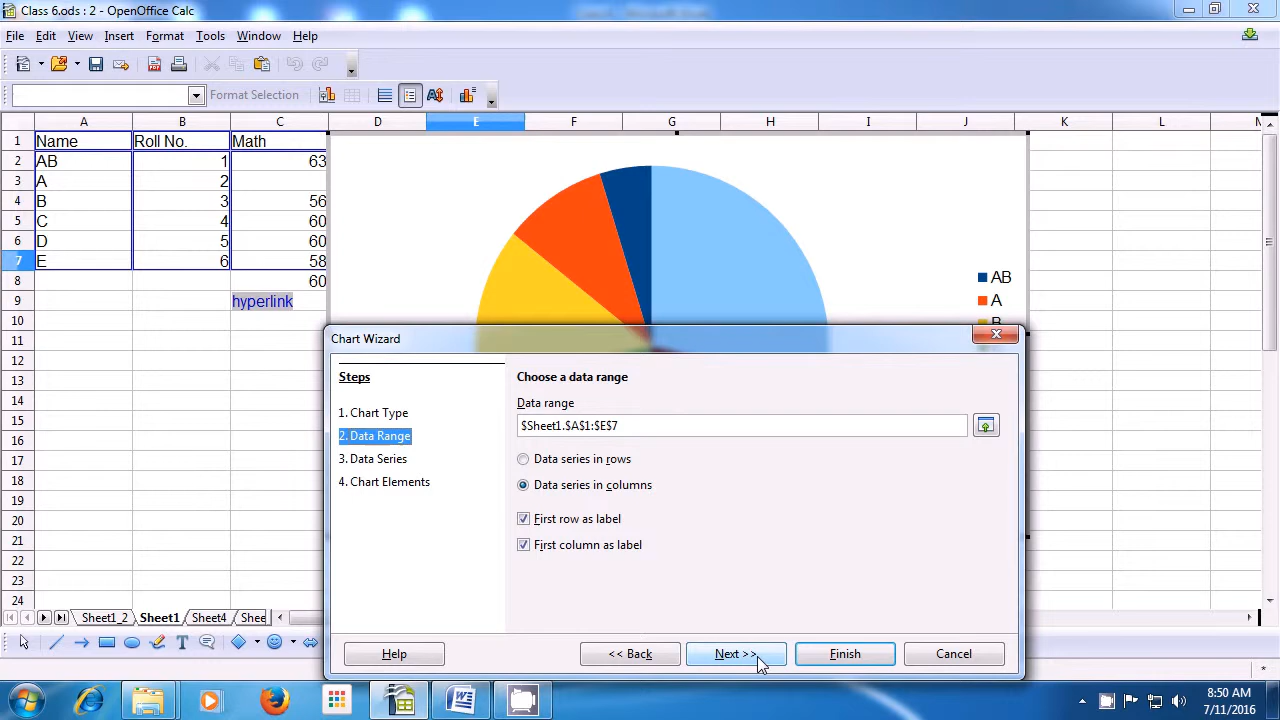 Class 6.ods : 2 - OpenOffice Calc
File Edit View Insert Format Tools Window Help
Format Selection
A B C D E F G H I J K L M
1 Name Roll No. Math
2 AB 1 63
3 A 2
4 B 3 56
5 C 4 60
6 D 5 60
7 E 6 58
8 60
9 hyperlink
10
11
12
13
14
15
16
17
18
19
20
21
22
23
24
AB
A
B
Chart Wizard
Steps
1. Chart Type
2. Data Range
3. Data Series
4. Chart Elements
Choose a data range
Data range
$Sheet1.$A$1:$E$7
Data series in rows
Data series in columns
First row as label
First column as label
Help << Back Next >> Finish Cancel
Sheet1_2 Sheet1 Sheet4 Shee
8:50 AM
7/11/2016